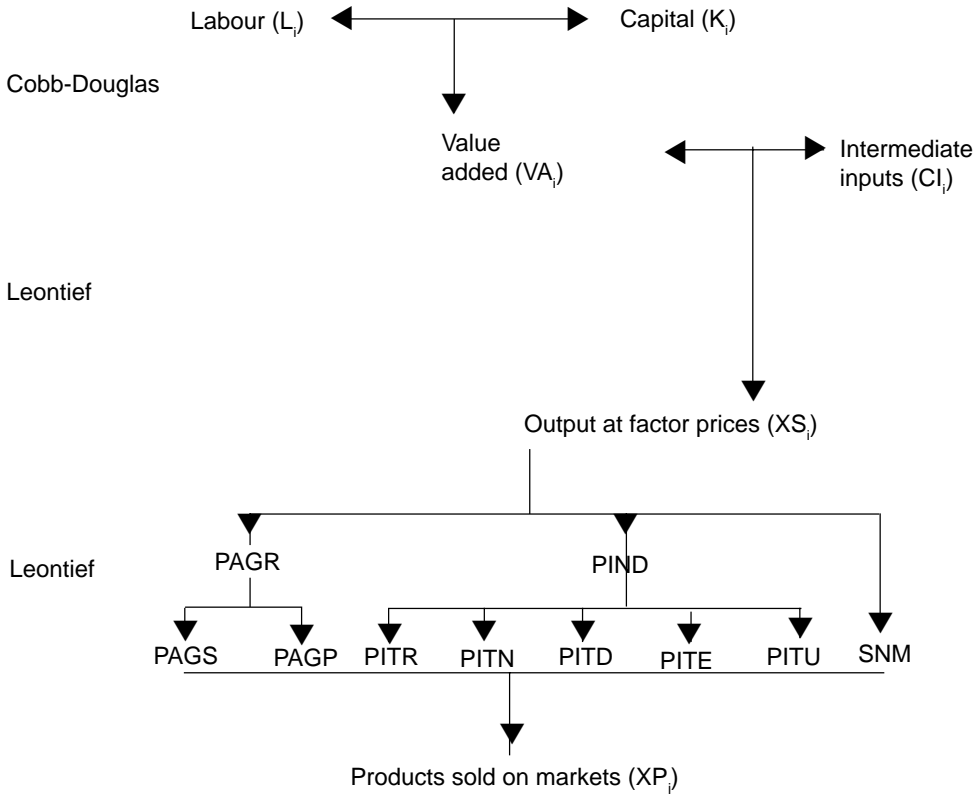 Labour (Li)
Capital (Ki)
Cobb-Douglas
Value
added (VAi)
Intermediate
inputs (CIi)
Leontief
Output at factor prices (XSi)
PAGR
PIND
Leontief
PAGS
PAGP
PITR
PITN
PITD
PITE
PITU
SNM
Products sold on markets (XPi)